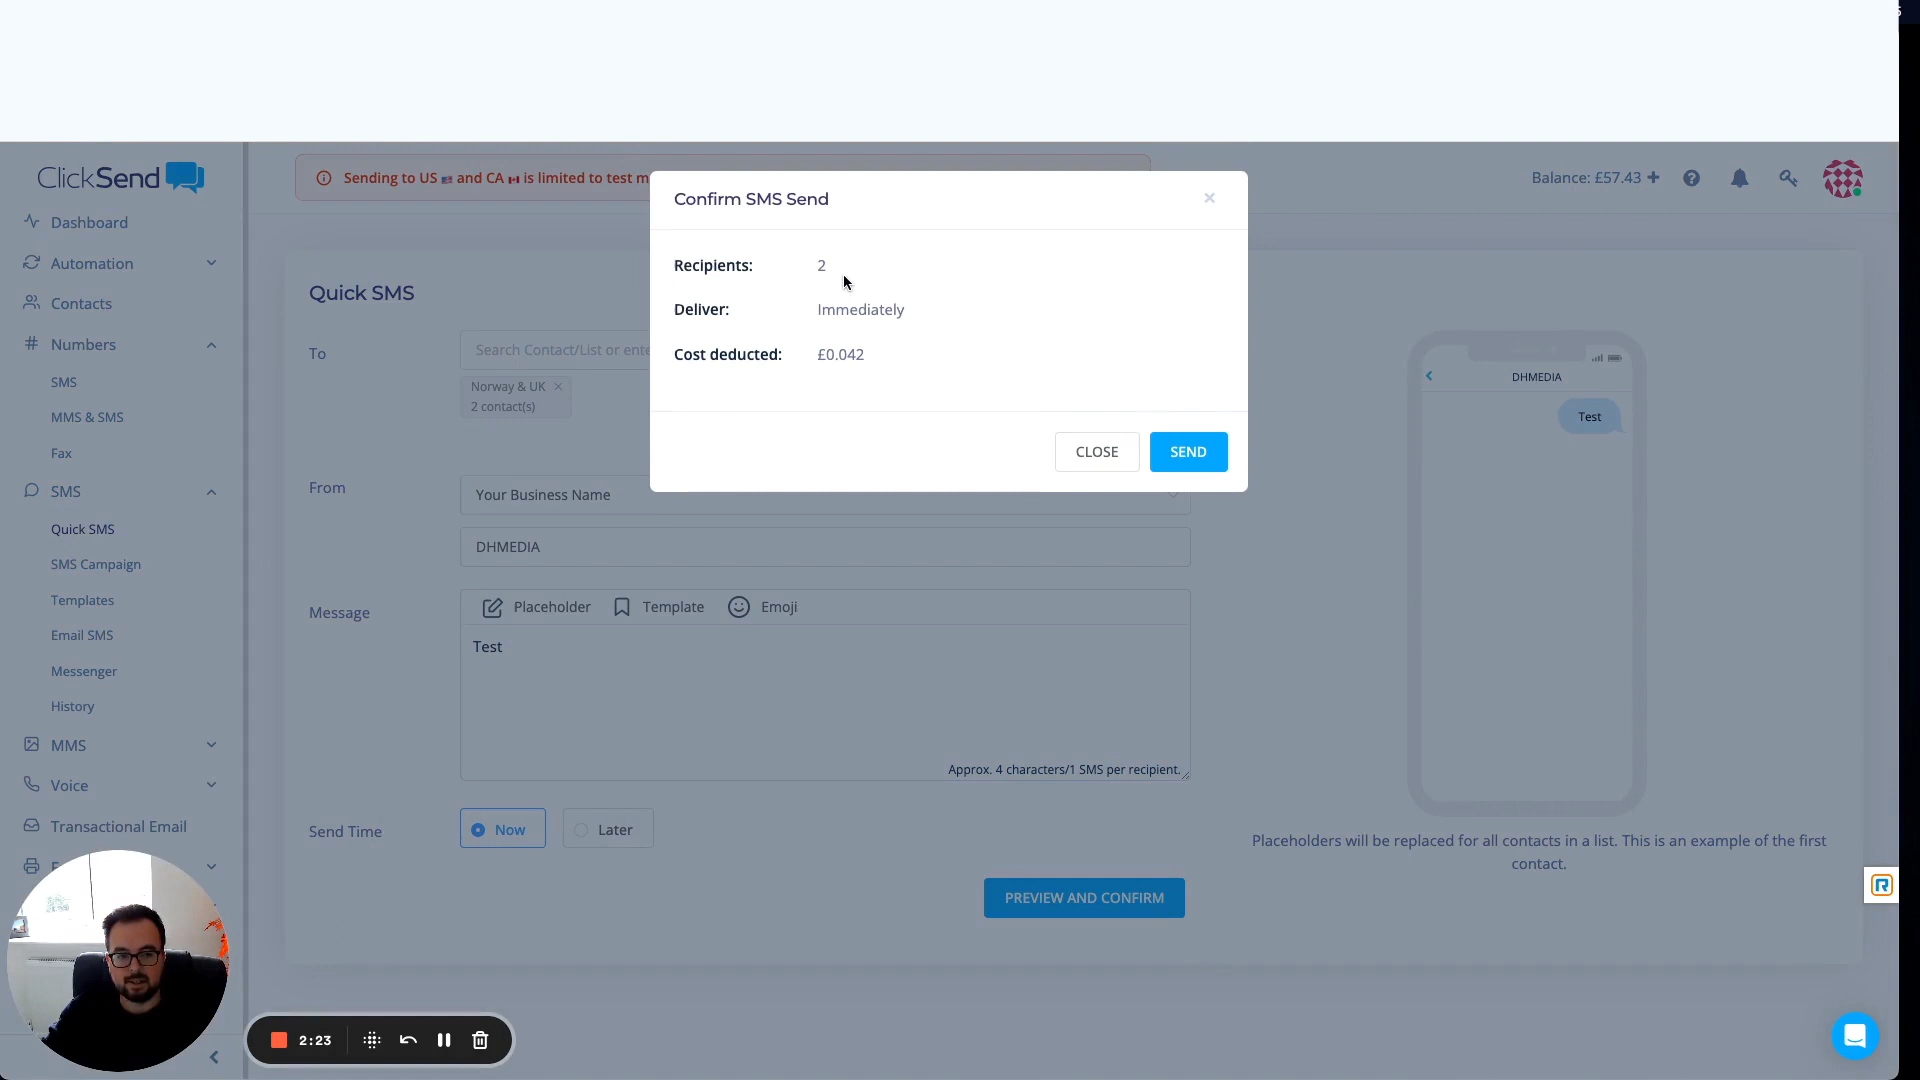 ClickSend
Sending to US and CA is limited to test m
Balance: £57.43
Dashboard
Automation
Contacts
Numbers
SMS
MMS & SMS
Fax
SMS
Quick SMS
SMS Campaign
Templates
Email SMS
Messenger
History
MMS
Voice
Transactional Email
Confirm SMS Send
Recipients: 2
Deliver: Immediately
Cost deducted: £0.042
CLOSE
SEND
Quick SMS
To
Search Contact/List or ente
Norway & UK
2 contact(s)
From
Your Business Name
DHMEDIA
Message
Placeholder
Template
Emoji
Test
Approx. 4 characters/1 SMS per recipient.
Send Time
Now
Later
PREVIEW AND CONFIRM
DHMEDIA
Test
Placeholders will be replaced for all contacts in a list. This is an example of the first
contact.
2:23